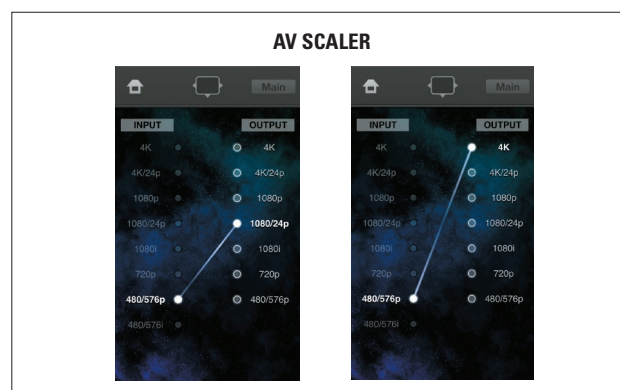 AV SCALER
Main
INPUT OUTPUT
4K 4K
4K/24p 4K/24p
1080p 1080p
1080/24p 1080/24p
1080i 1080i
720p 720p
480/576p 480/576p
480/576i
Main
INPUT OUTPUT
4K 4K
4K/24p 4K/24p
1080p 1080p
1080/24p 1080/24p
1080i 1080i
720p 720p
480/576p 480/576p
480/576i